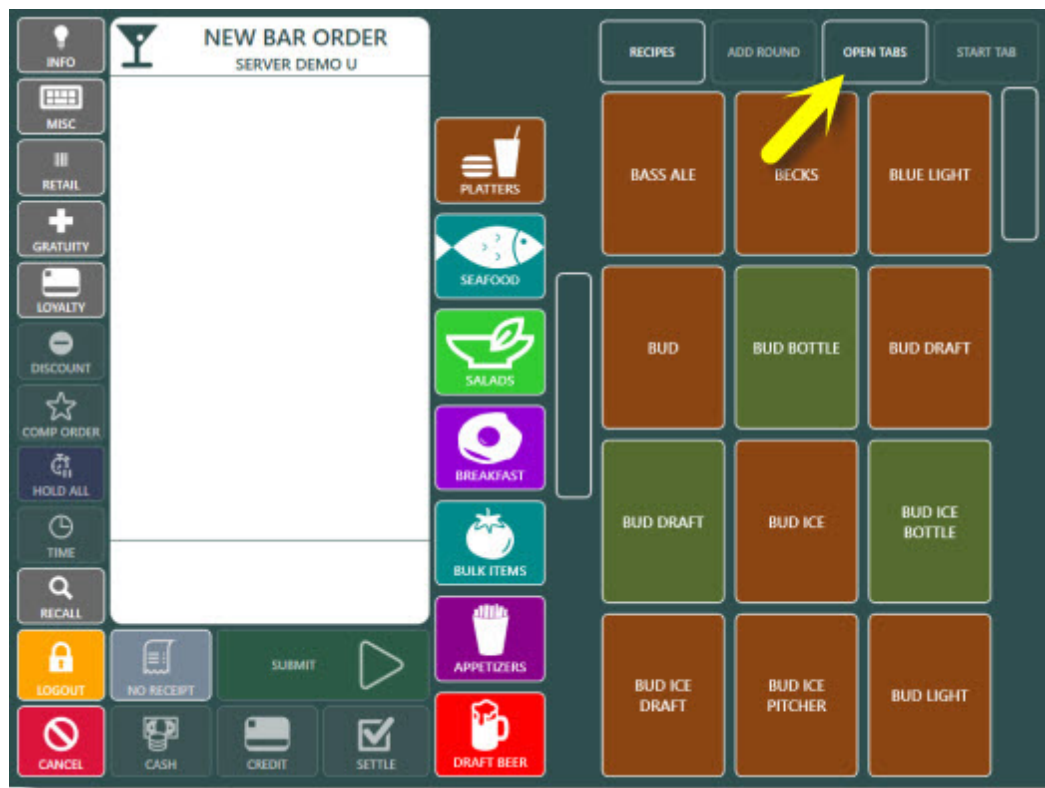 INFO
MISC
RETAIL
GRATUITY
LOYALTY
DISCOUNT
COMP ORDER
HOLD ALL
TIME
RECALL
LOGOUT
CANCEL
NEW BAR ORDER
SERVER DEMO U
NO RECEIPT
SUBMIT
CASH
CREDIT
SETTLE
PLATTERS
SEAFOOD
SALADS
BREAKFAST
BULK ITEMS
APPETIZERS
DRAFT BEER
RECIPES
ADD ROUND
OPEN TABS
START TAB
BASS ALE
BECKS
BLUE LIGHT
BUD
BUD BOTTLE
BUD DRAFT
BUD DRAFT
BUD ICE
BUD ICE
BOTTLE
BUD ICE
DRAFT
BUD ICE
PITCHER
BUD LIGHT